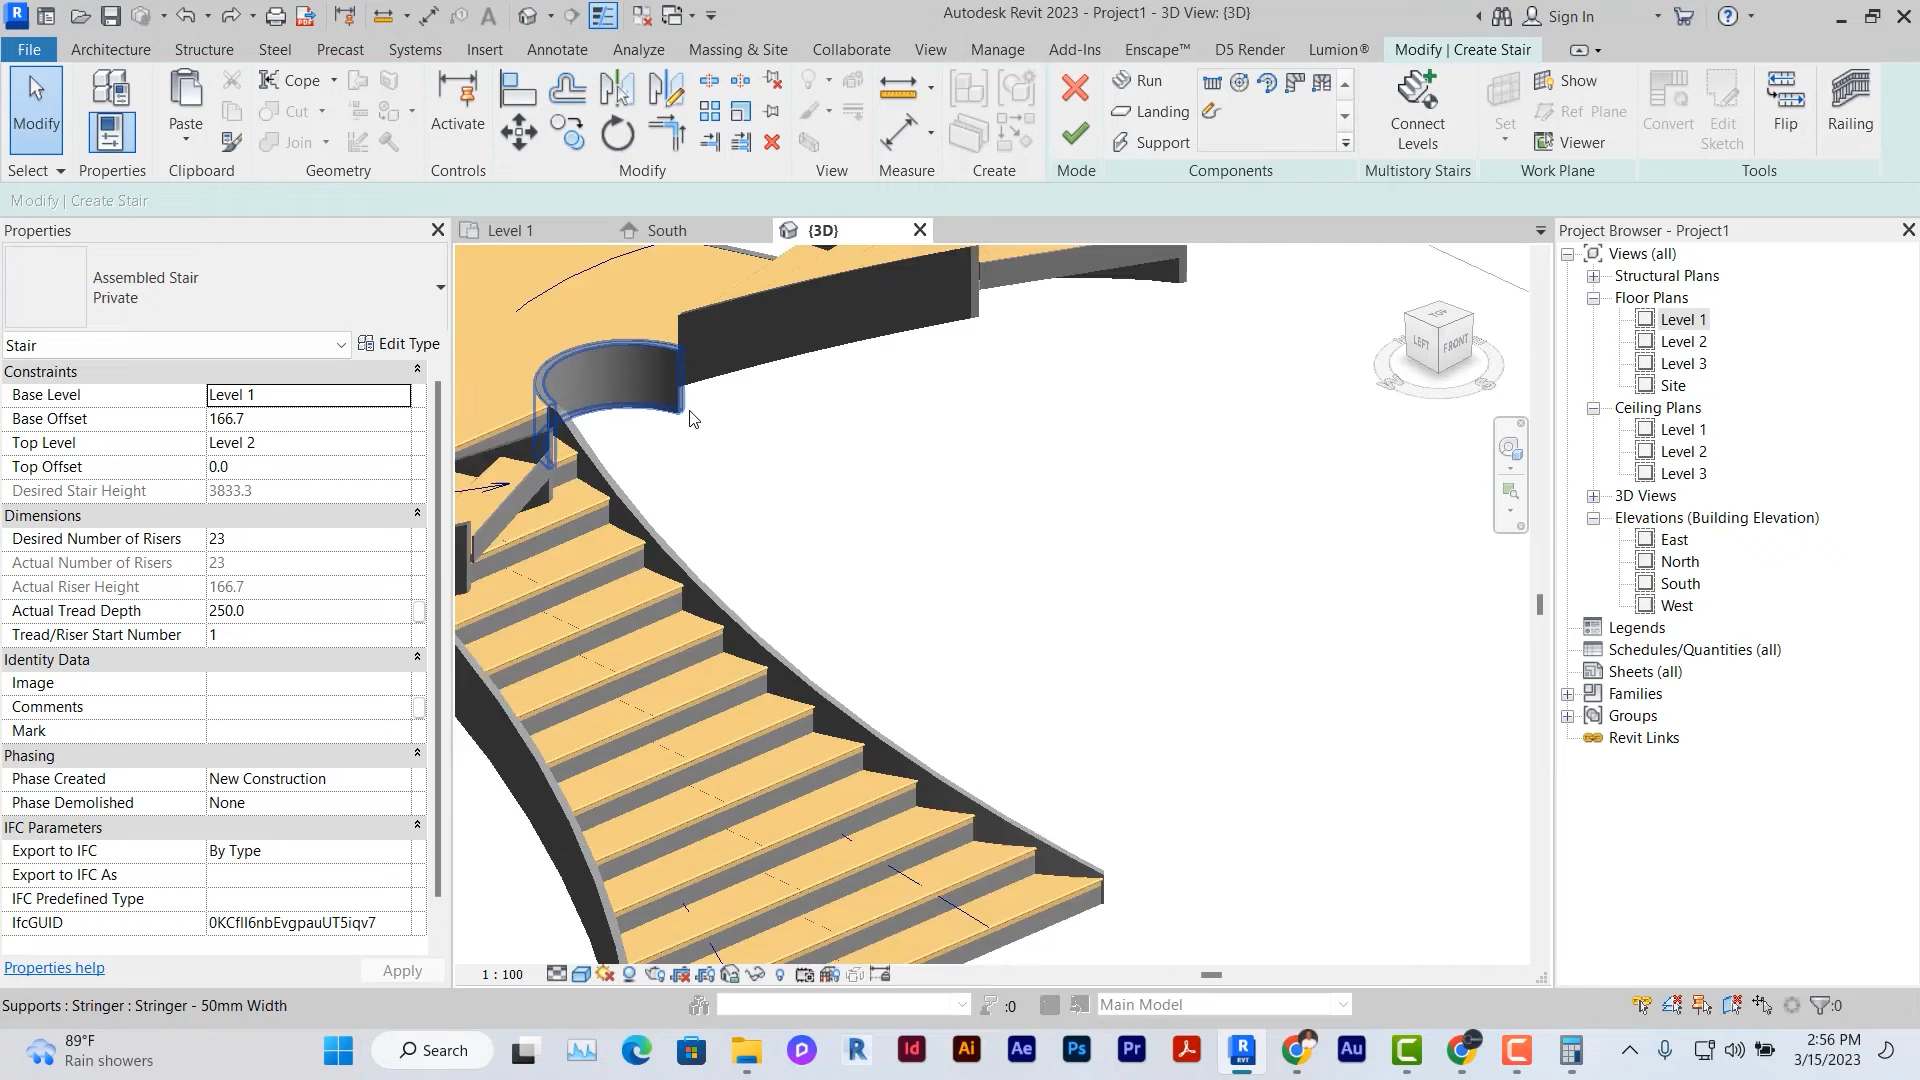 Autodesk Revit 2023 - Project1 - 3D View: {3D}
Sign In
File
Architecture
Structure
Steel
Precast
Systems
Insert
Annotate
Analyze
Massing & Site
Collaborate
View
Manage
Add-Ins
Enscape™
D5 Render
Lumion®
Modify | Create Stair
Modify
Paste
Cope
Cut
Join
Activate
Run
Landing
Support
Connect
Levels
Set
Show
Ref Plane
Viewer
Convert
Edit
Sketch
Flip
Railing
Select
Properties
Clipboard
Geometry
Controls
Modify
View
Measure
Create
Mode
Components
Multistory Stairs
Work Plane
Tools
Modify | Create Stair
Properties
Assembled Stair
Private
Stair
Edit Type
Constraints
Base Level Level 1
Base Offset 166.7
Top Level Level 2
Top Offset 0.0
Desired Stair Height 3833.3
Dimensions
Desired Number of Risers 23
Actual Number of Risers 23
Actual Riser Height 166.7
Actual Tread Depth 250.0
Tread/Riser Start Number 1
Identity Data
Image
Comments
Mark
Phasing
Phase Created New Construction
Phase Demolished None
IFC Parameters
Export to IFC By Type
Export to IFC As
IFC Predefined Type
IfcGUID 0KCfII6nbEvgpauUT5iqv7
Properties help
Apply
Level 1
South
{3D}
TOP
LEFT
FRONT
W
S
1 : 100
Project Browser - Project1
Views (all)
Structural Plans
Floor Plans
Level 1
Level 2
Level 3
Site
Ceiling Plans
Level 1
Level 2
Level 3
3D Views
Elevations (Building Elevation)
East
North
South
West
Legends
Schedules/Quantities (all)
Sheets (all)
Families
Groups
Revit Links
Supports : Stringer : Stringer - 50mm Width
:0
Main Model
:0
89°F
Rain showers
Search
2:56 PM
3/15/2023